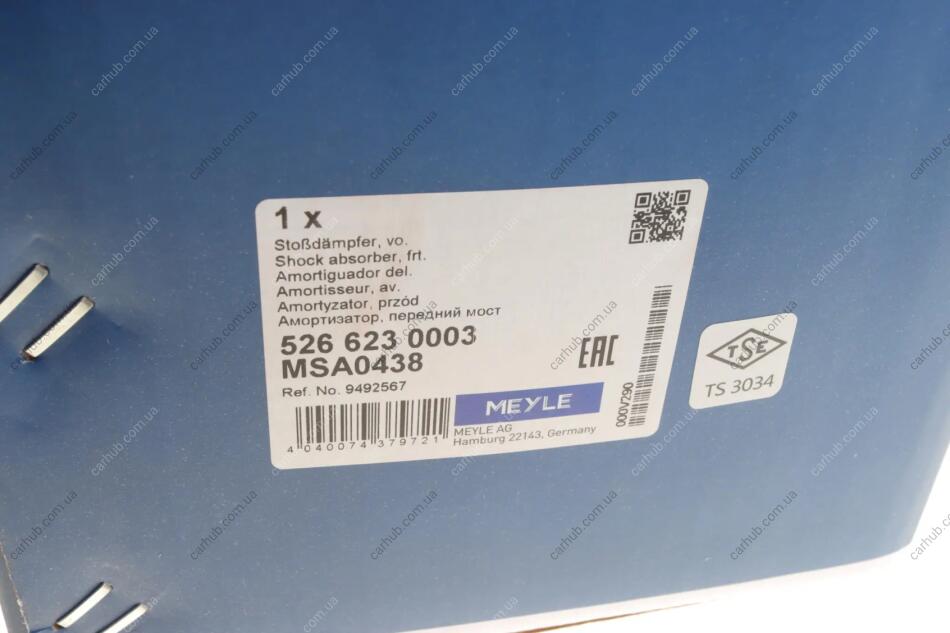 1 x
Stoßdämpfer, vo.
Shock absorber, frt.
Amortiguador del.
Amortisseur, av.
Amortyzator, przód
Амортизатор, передний мост
526 623 0003
MSA0438
Ref. No. 9492567
4 040074 379721
MEYLE
MEYLE AG
Hamburg 22143, Germany
EAC
000V290
TSE
TS 3034
carhub.com.ua